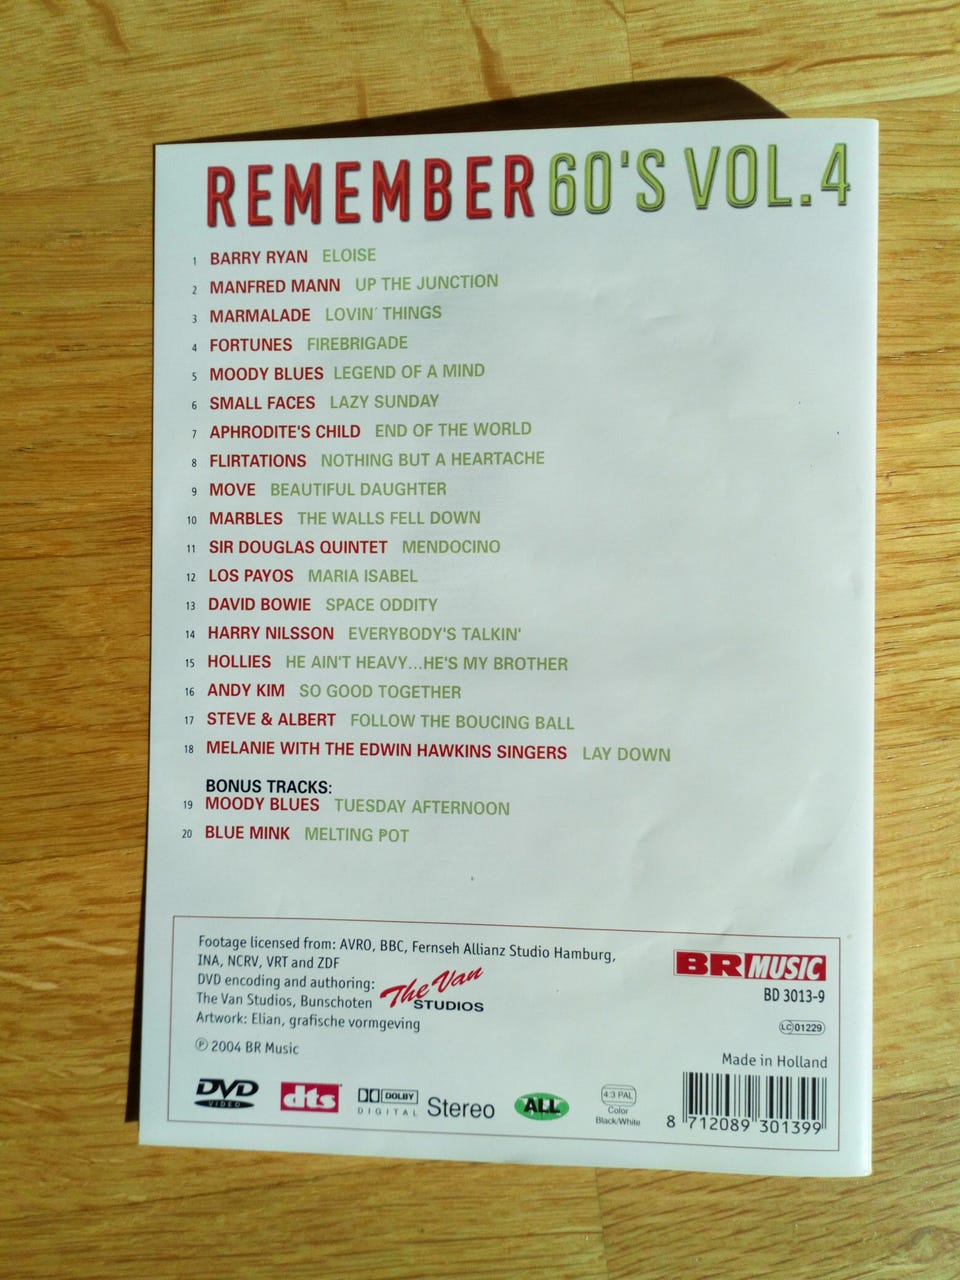 REMEMBER 60'S VOL.4
1 BARRY RYAN ELOISE
2 MANFRED MANN UP THE JUNCTION
3 MARMALADE LOVIN´ THINGS
4 FORTUNES FIREBRIGADE
5 MOODY BLUES LEGEND OF A MIND
6 SMALL FACES LAZY SUNDAY
7 APHRODITE'S CHILD END OF THE WORLD
8 FLIRTATIONS NOTHING BUT A HEARTACHE
9 MOVE BEAUTIFUL DAUGHTER
10 MARBLES THE WALLS FELL DOWN
11 SIR DOUGLAS QUINTET MENDOCINO
12 LOS PAYOS MARIA ISABEL
13 DAVID BOWIE SPACE ODDITY
14 HARRY NILSSON EVERYBODY'S TALKIN'
15 HOLLIES HE AIN'T HEAVY...HE'S MY BROTHER
16 ANDY KIM SO GOOD TOGETHER
17 STEVE & ALBERT FOLLOW THE BOUCING BALL
18 MELANIE WITH THE EDWIN HAWKINS SINGERS LAY DOWN
BONUS TRACKS:
19 MOODY BLUES TUESDAY AFTERNOON
20 BLUE MINK MELTING POT
Footage licensed from: AVRO, BBC, Fernseh Allianz Studio Hamburg,
INA, NCRV, VRT and ZDF
DVD encoding and authoring:
The Van Studios, Bunschoten
The Van
STUDIOS
Artwork: Elian, grafische vormgeving
℗ 2004 BR Music
BR MUSIC
BD 3013-9
LC 01229
Made in Holland
DVD
VIDEO
dts
DOLBY
DIGITAL
Stereo
ALL
4:3 PAL
Color
Black/White
8 712089 301399